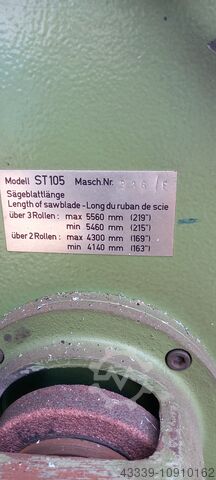 Modell ST105 Masch.Nr.
Sägeblattlänge
Length of sawblade - Long du ruban de scie
über 3 Rollen : max 5560 mm (219")
min 5460 mm (215")
über 2 Rollen : max 4300 mm (169")
min 4140 mm (163")
43339-10910162